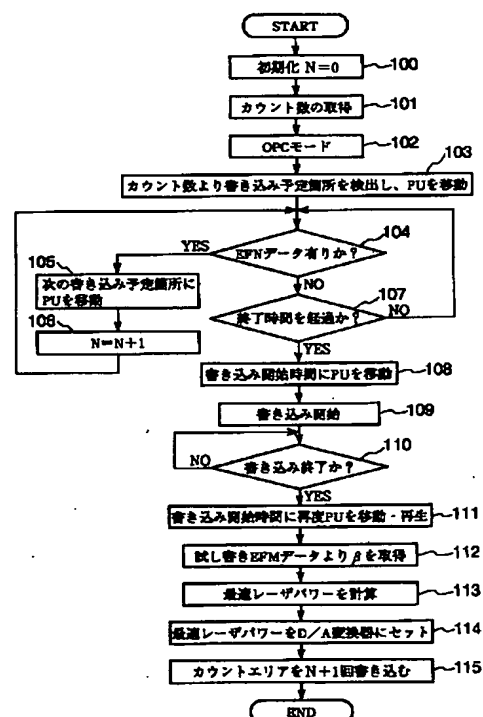 START
初期化 N=0
100
カウント数の取得
101
OPCモード
102
103
カウント数より書き込み予定箇所を検出し、PUを移動
104
YES
EFNデータ有りか?
105
NO
次の書き込み予定箇所に
PUを移動
107
終了時間を経過か?
NO
106
N=N+1
YES
書き込み開始時間にPUを移動
108
書き込み開始
109
110
NO
書き込み終了か?
YES
書き込み開始時間に再度PUを移動・再生
111
試し書きEFMデータよりβを取得
112
最適レーザパワーを計算
113
最適レーザパワーをD/A変換器にセット
114
カウントエリアをN+1回書き込む
115
END